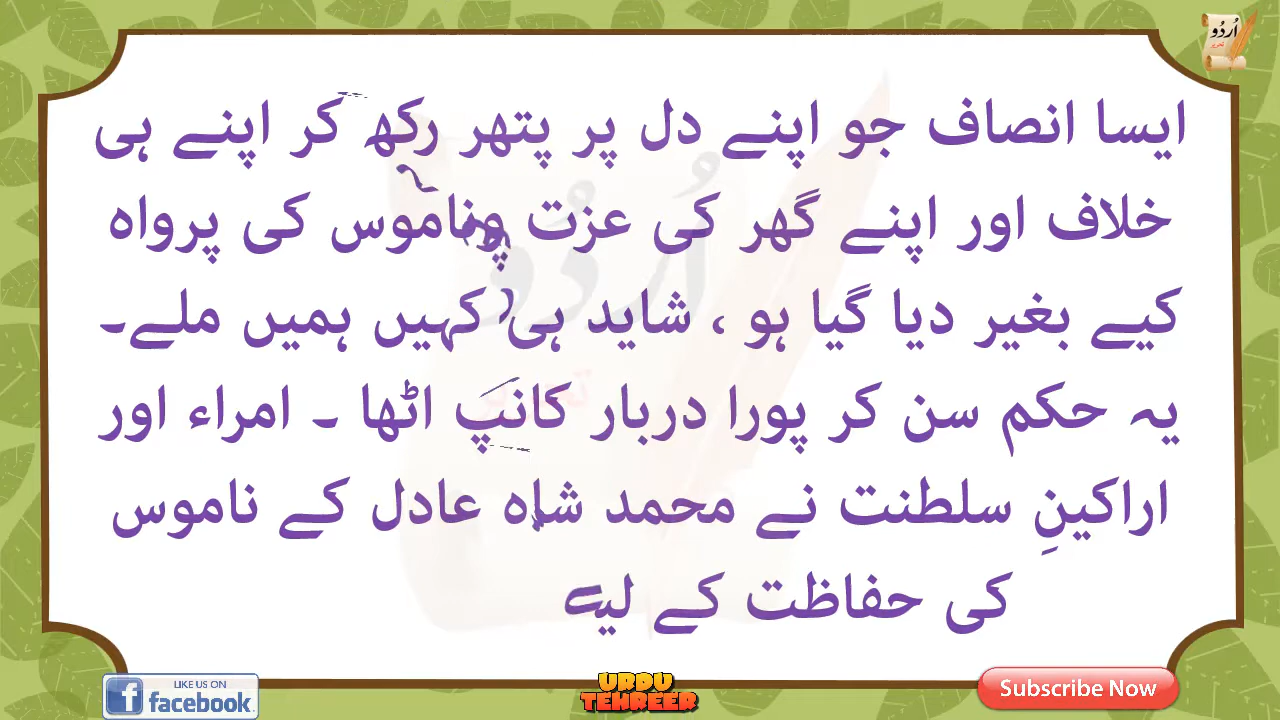 اُردُو
تحریر
ایسا انصاف جو اپنے دل پر پتھر رکھ کر اپنے ہی
خلاف اور اپنے گھر کی عزت وناموس کی پرواہ
کیے بغیر دیا گیا ہو ، شاید ہی کہیں ہمیں ملے۔
یہ حکم سن کر پورا دربار کانپ اٹھا ۔ امراء اور
اراکینِ سلطنت نے محمد شاہ عادل کے ناموس
کی حفاظت کے لیے
LIKE US ON
facebook
URDU
TEHREER
Subscribe Now